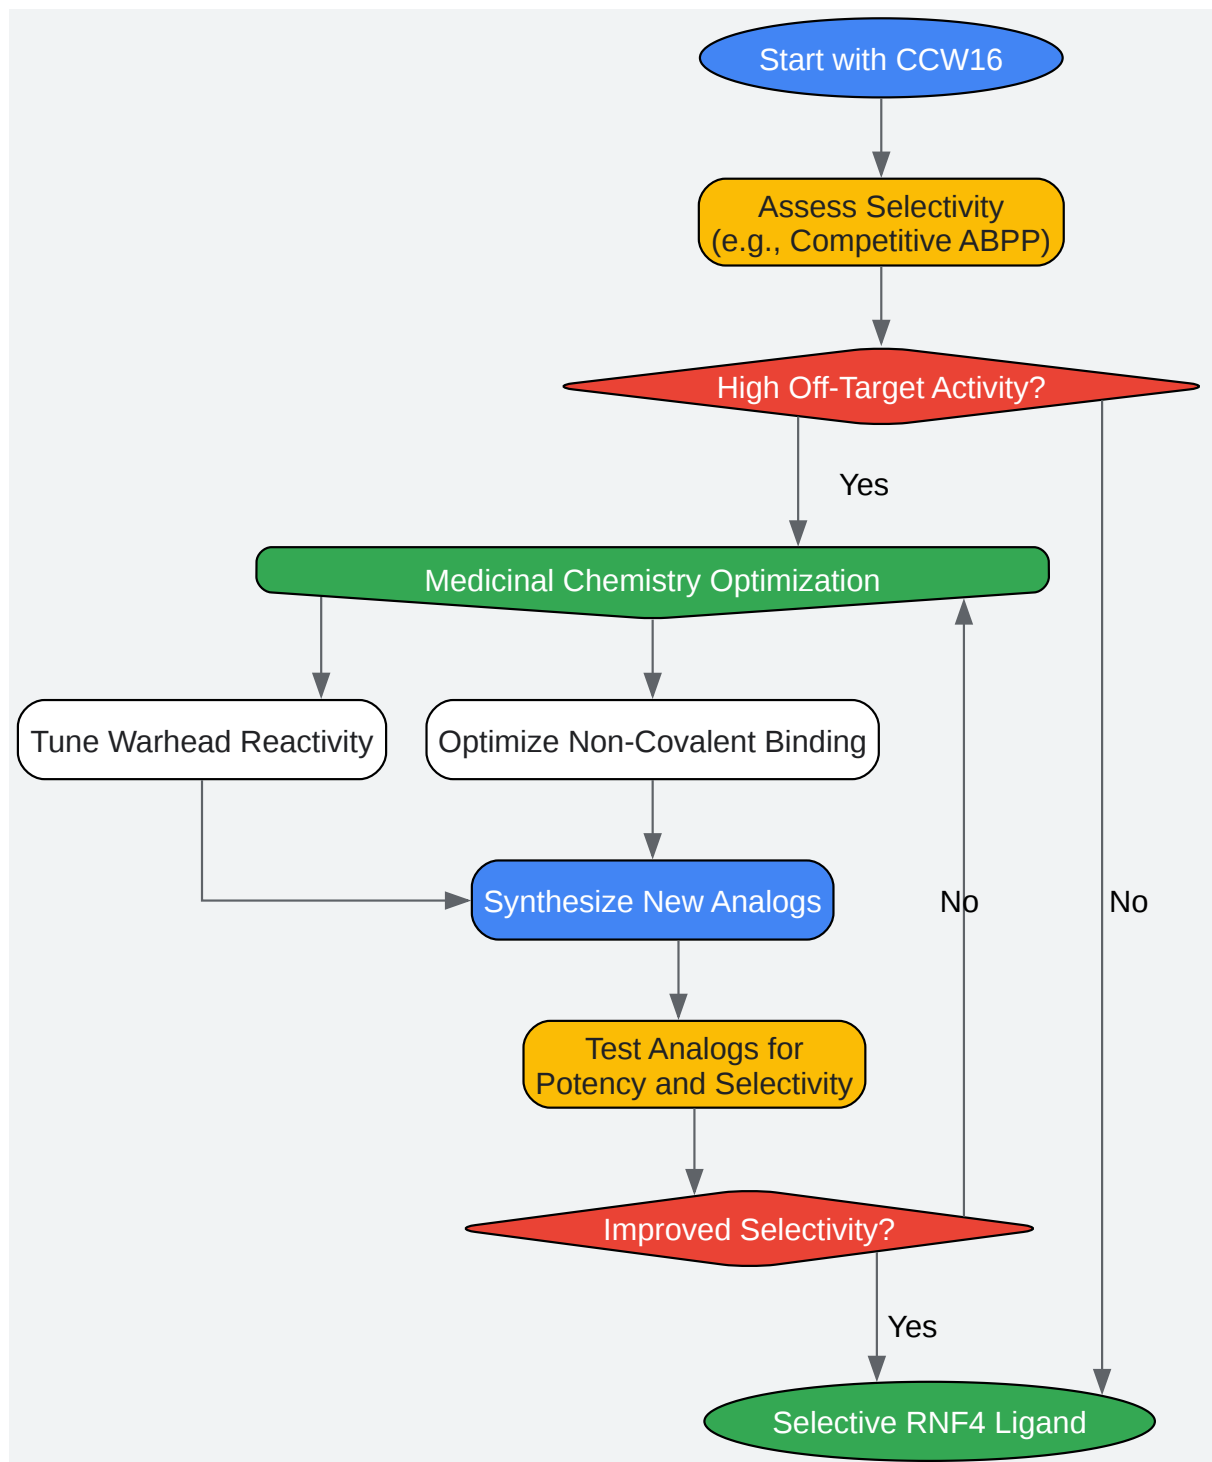 Start with CCW16
Assess Selectivity
(e.g., Competitive ABPP)
High Off-Target Activity?
Yes
Medicinal Chemistry Optimization
Tune Warhead Reactivity
Optimize Non-Covalent Binding
Synthesize New Analogs
No
No
Test Analogs for
Potency and Selectivity
Improved Selectivity?
Yes
Selective RNF4 Ligand